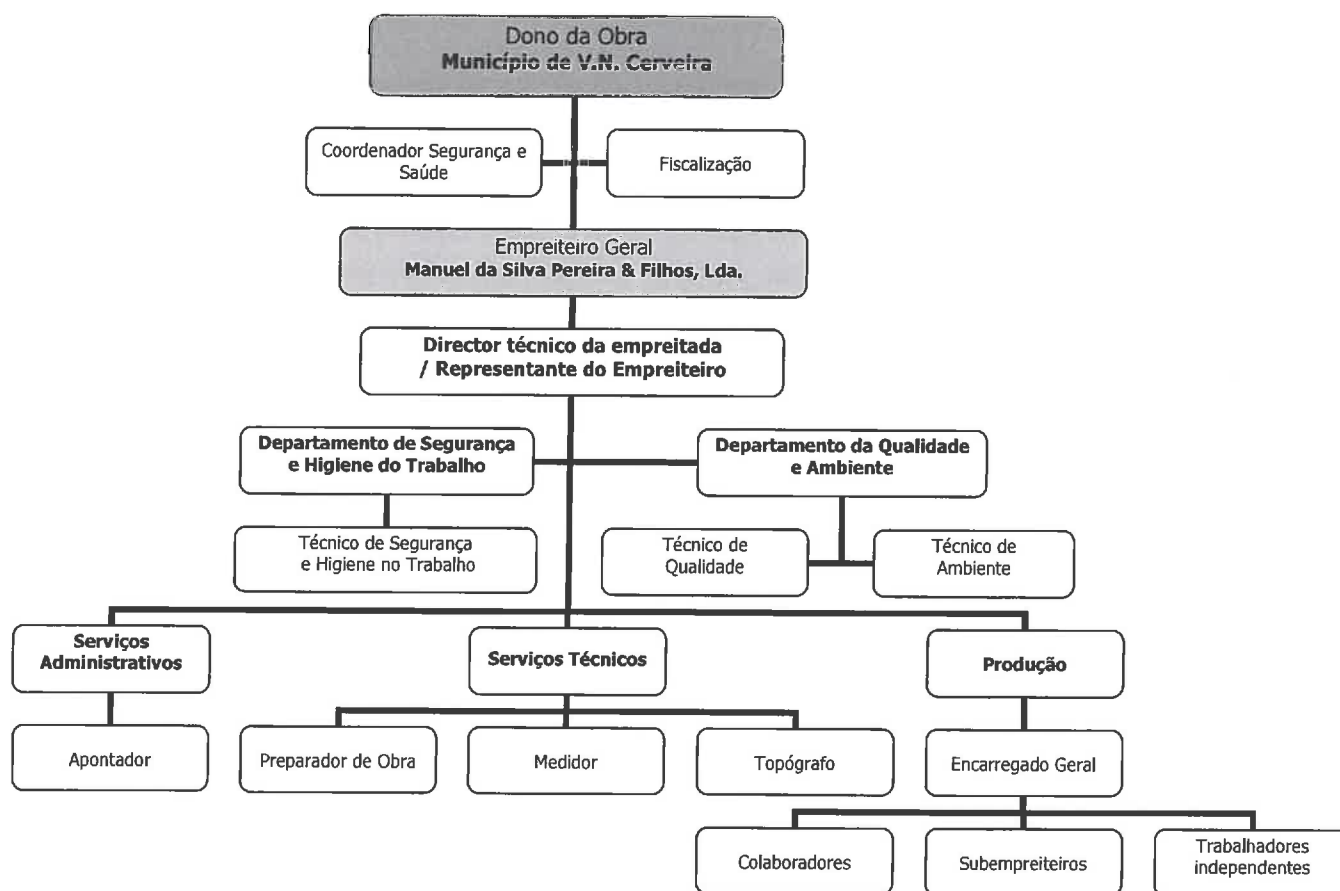 Dono da Obra
Município de V.N. Cerveira
Coordenador Segurança e
Saúde
Fiscalização
Empreiteiro Geral
Manuel da Silva Pereira & Filhos, Lda.
Director técnico da empreitada
/ Representante do Empreiteiro
Departamento de Segurança
e Higiene do Trabalho
Departamento da Qualidade
e Ambiente
Técnico de Segurança
e Higiene no Trabalho
Técnico de
Qualidade
Técnico de
Ambiente
Serviços
Administrativos
Serviços Técnicos
Produção
Apontador
Preparador de Obra
Medidor
Topógrafo
Encarregado Geral
Colaboradores
Subempreiteiros
Trabalhadores
independentes